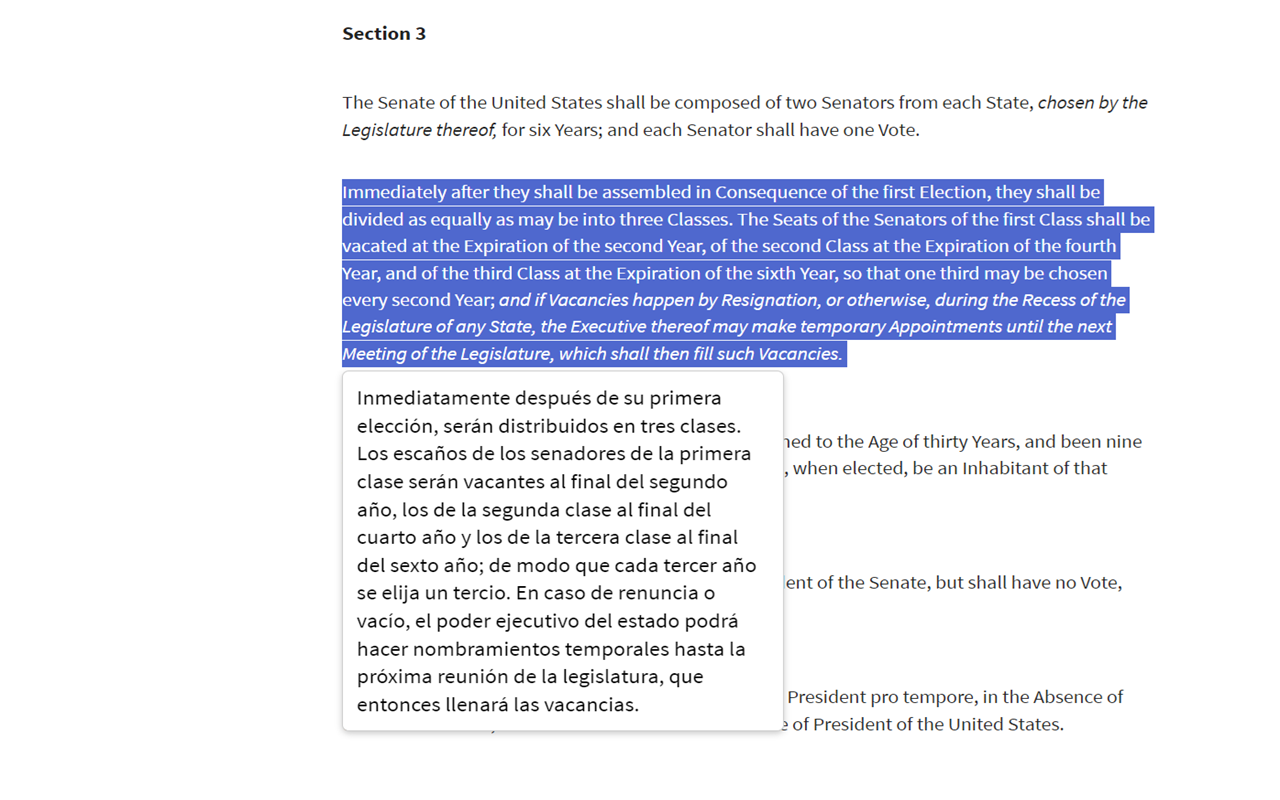 Section 3
The Senate of the United States shall be composed of two Senators from each State, chosen by the
Legislature thereof, for six Years; and each Senator shall have one Vote.
Immediately after they shall be assembled in Consequence of the first Election, they shall be
divided as equally as may be into three Classes. The Seats of the Senators of the first Class shall be
vacated at the Expiration of the second Year, of the second Class at the Expiration of the fourth
Year, and of the third Class at the Expiration of the sixth Year, so that one third may be chosen
every second Year; and if Vacancies happen by Resignation, or otherwise, during the Recess of the
Legislature of any State, the Executive thereof may make temporary Appointments until the next
Meeting of the Legislature, which shall then fill such Vacancies.
Inmediatamente después de su primera
elección, serán distribuidos en tres clases.
Los escaños de los senadores de la primera
clase serán vacantes al final del segundo
año, los de la segunda clase al final del
cuarto año y los de la tercera clase al final
del sexto año; de modo que cada tercer año
se elija un tercio. En caso de renuncia o
vacío, el poder ejecutivo del estado podrá
hacer nombramientos temporales hasta la
próxima reunión de la legislatura, que
entonces llenará las vacancias.
to the Age of thirty Years, and been nine
, when elected, be an Inhabitant of that
of the Senate, but shall have no Vote,
President pro tempore, in the Absence of
of President of the United States.